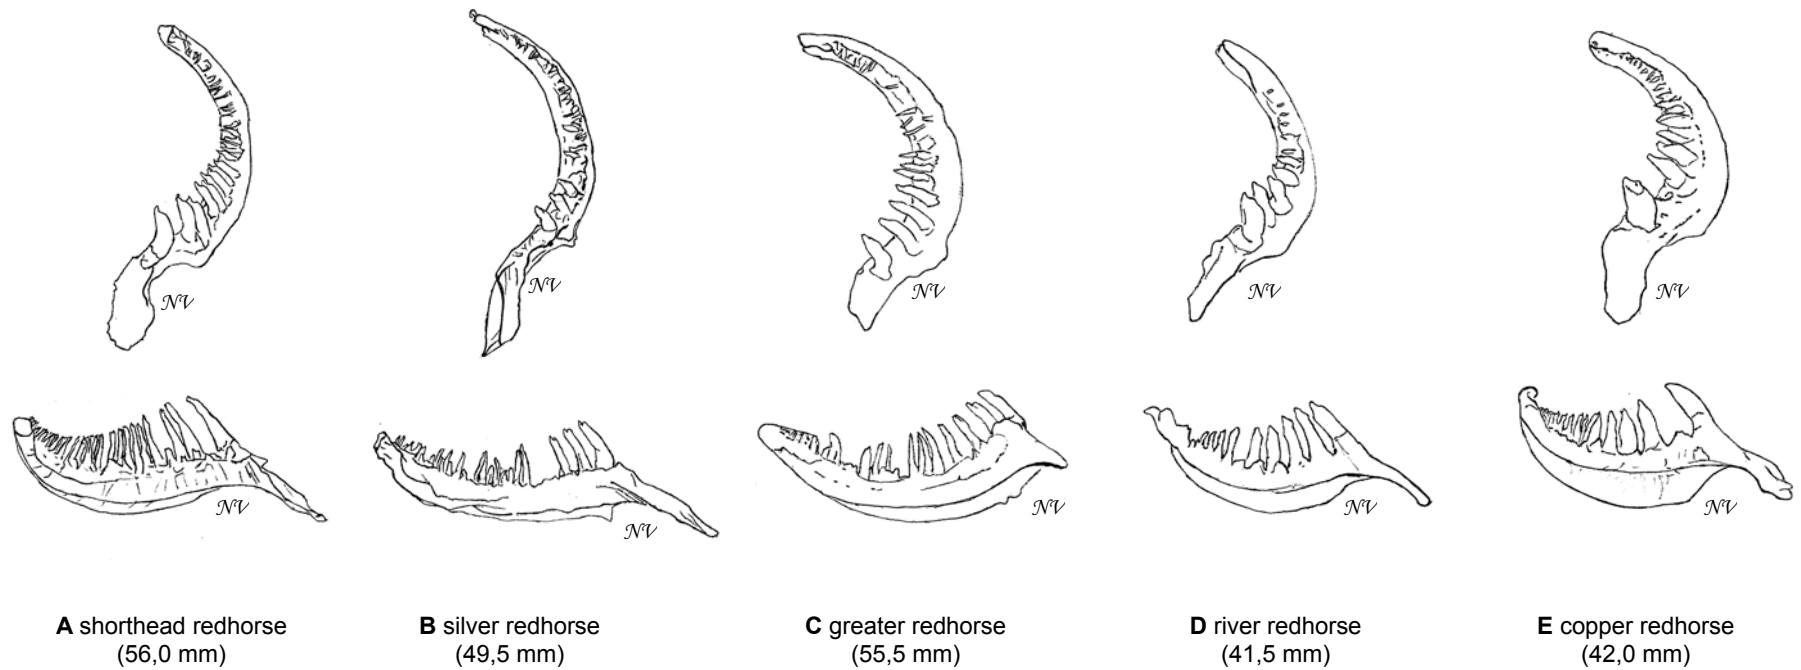 NV NV NV NV NV
NV NV NV NV NV
A shorthead redhorse
(56,0 mm)
B silver redhorse
(49,5 mm)
C greater redhorse
(55,5 mm)
D river redhorse
(41,5 mm)
E copper redhorse
(42,0 mm)